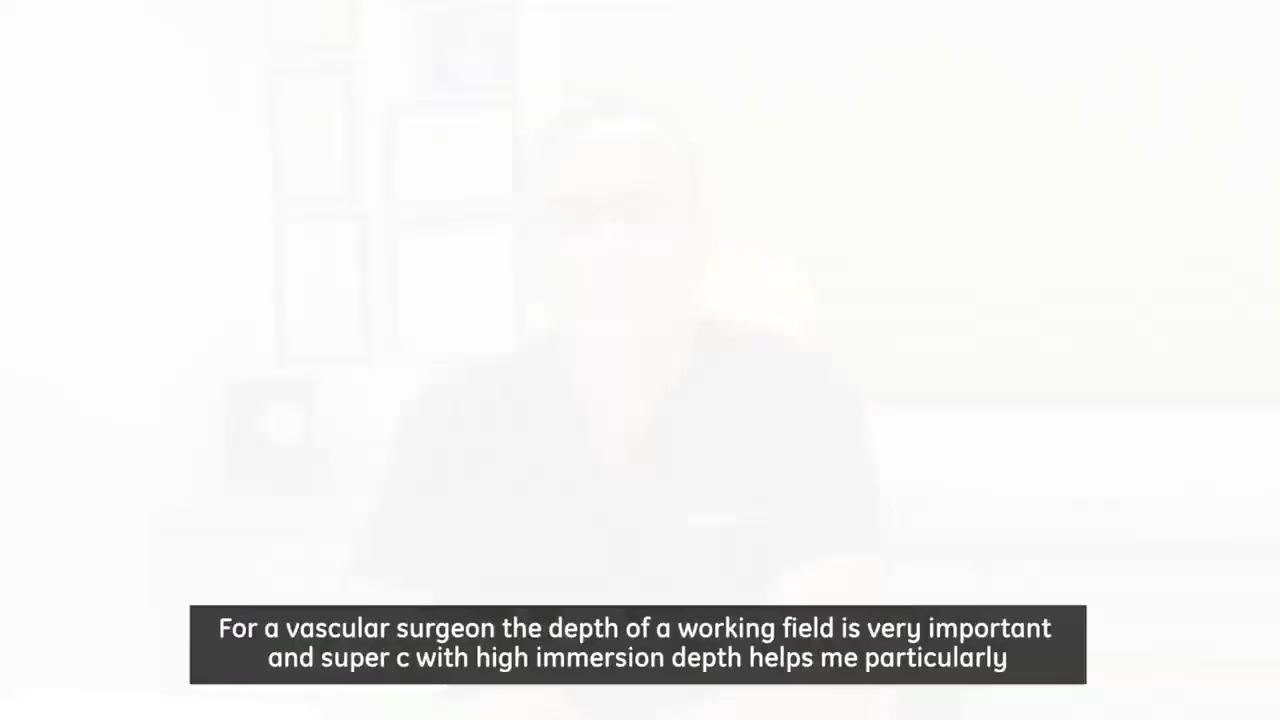 For a vascular surgeon the depth of a working field is very important
and super c with high immersion depth helps me particularly